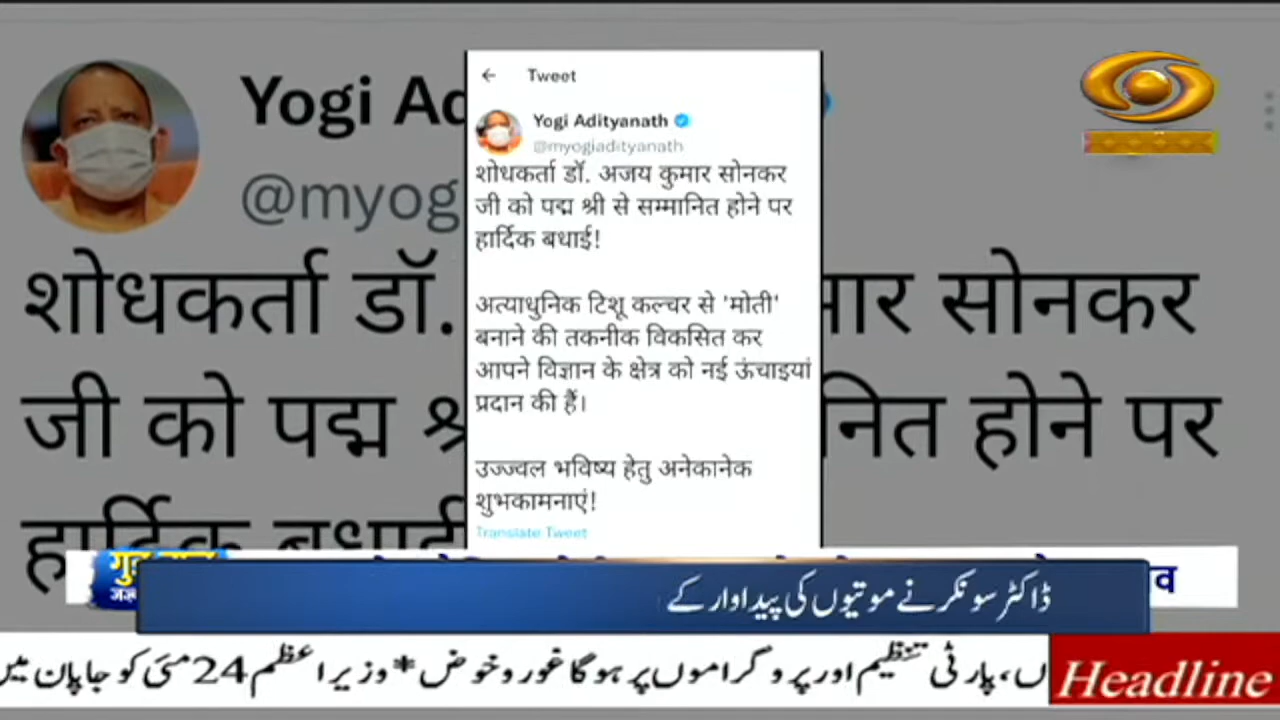 Tweet
Yogi Adityanath
@myogiadityanath
शोधकर्ता डॉ. अजय कुमार सोनकर
जी को पद्म श्री से सम्मानित होने पर
हार्दिक बधाई!
अत्याधुनिक टिशू कल्चर से 'मोती'
बनाने की तकनीक विकसित कर
आपने विज्ञान के क्षेत्र को नई ऊंचाइयां
प्रदान की हैं।
उज्ज्वल भविष्य हेतु अनेकानेक
शुभकामनाएं!
Translate Tweet
Yogi Ad
@myog
शोधकर्ता डॉ. मार सोनकर
जी को पद्म श्र नित होने पर
ڈاکٹر سونکر نے موتیوں کی پیداوار کے
ں، پارٹی تنظیم اور پروگراموں پر ہوگا غور و خوض * وزیر اعظم 24 مئی کو جاپان میں
Headline